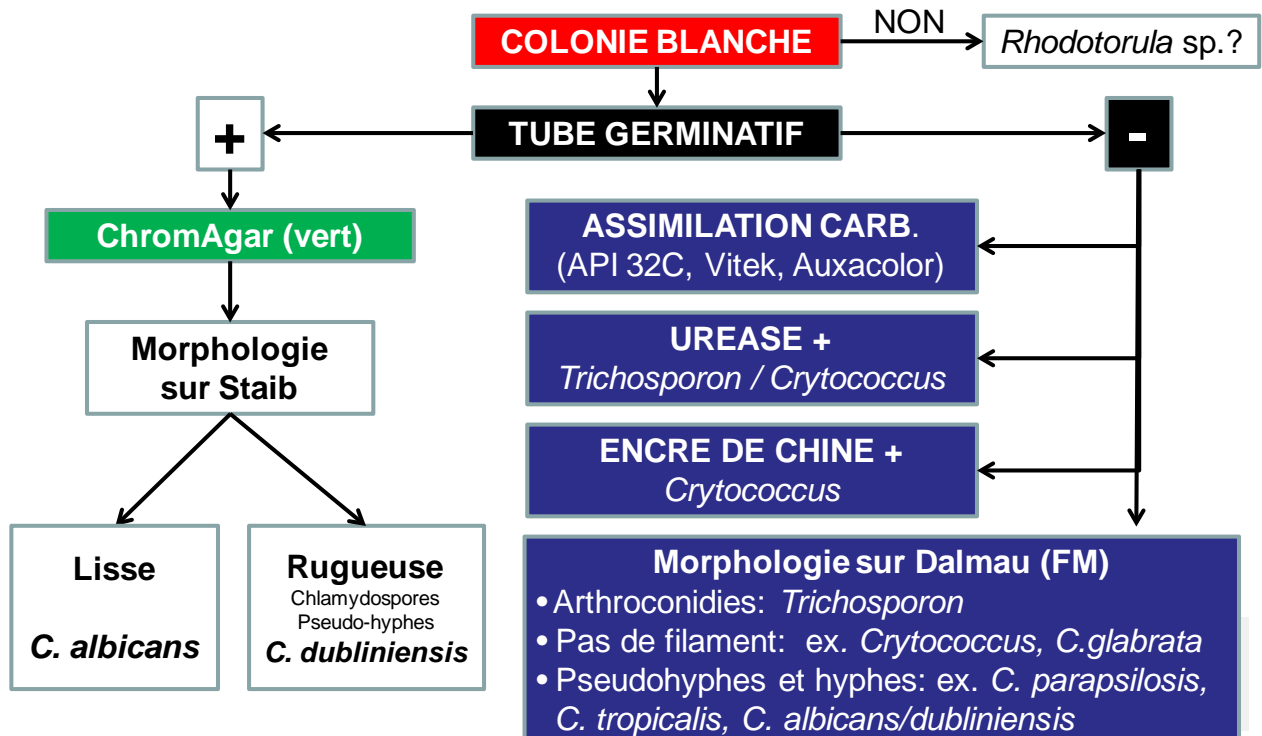 COLONIE BLANCHE
NON
Rhodotorula sp.?
+
TUBE GERMINATIF
-
ChromAgar (vert)
Morphologie
sur Staib
Lisse
C. albicans
Rugueuse
Chlamydospores
Pseudo-hyphes
C. dubliniensis
ASSIMILATION CARB.
(API 32C, Vitek, Auxacolor)
UREASE +
Trichosporon / Crytococcus
ENCRE DE CHINE +
Crytococcus
Morphologie sur Dalmau (FM)
• Arthroconidies: Trichosporon
• Pas de filament: ex. Crytococcus, C.glabrata
• Pseudohyphes et hyphes: ex. C. parapsilosis,
C. tropicalis, C. albicans/dubliniensis